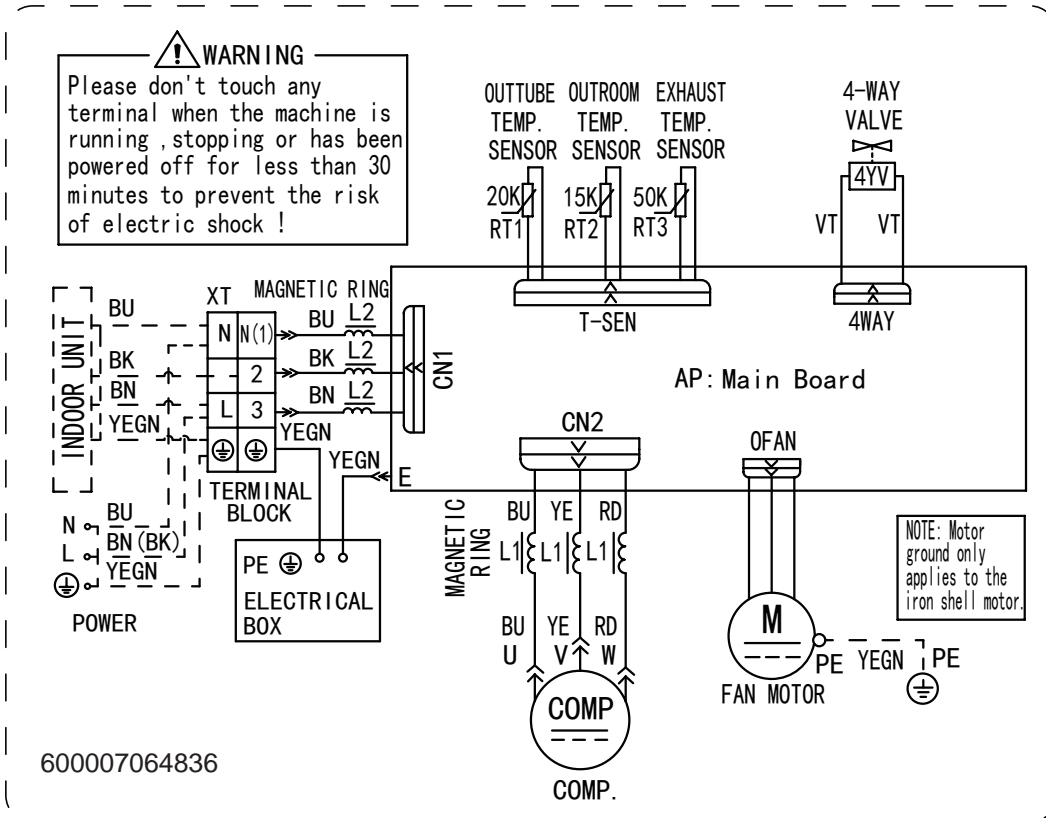 WARNING
Please don't touch any
terminal when the machine is
running ,stopping or has been
powered off for less than 30
minutes to prevent the risk
of electric shock !
OUTTUBE OUTROOM EXHAUST
TEMP. TEMP. TEMP.
SENSOR SENSOR SENSOR
20K 15K 50K
RT1 RT2 RT3
4-WAY
VALVE
4YV
VT VT
T-SEN
4WAY
INDOOR UNIT
BU
BK
BN
YEGN
XT
MAGNETIC RING
N N(1) BU L2
2 BK L2
L 3 BN L2
YEGN
CN1
AP: Main Board
YEGN
E
TERMINAL
BLOCK
N BU
L BN(BK)
YEGN
POWER
PE
ELECTRICAL
BOX
CN2
MAGNETIC
RING
BU YE RD
L1 L1 L1
BU YE RD
U V W
COMP
COMP.
OFAN
M
FAN MOTOR
PE YEGN PE
NOTE: Motor
ground only
applies to the
iron shell motor.
600007064836